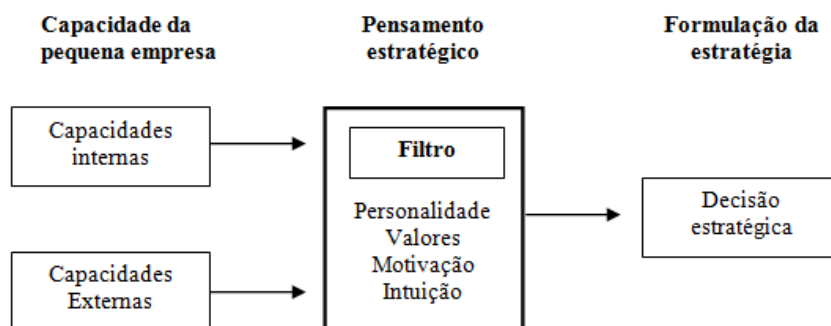 Capacidade da
pequena empresa
Pensamento
estratégico
Formulação da
estratégia
Capacidades
internas
Capacidades
Externas
Filtro
Personalidade
Valores
Motivação
Intuição
Decisão
estratégica